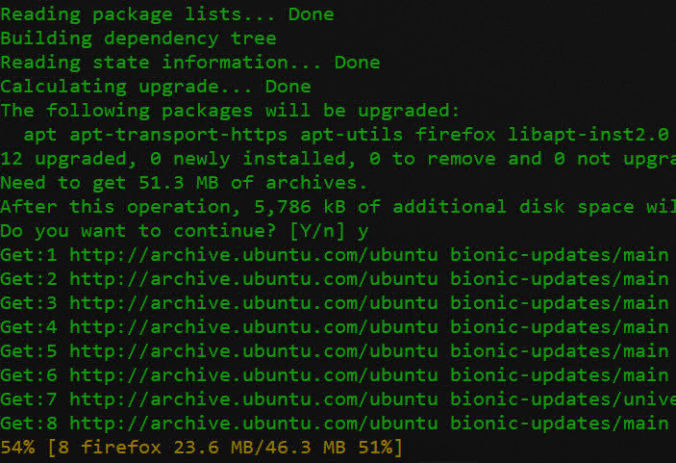 Reading package lists... Done
Building dependency tree
Reading state information... Done
Calculating upgrade... Done
The following packages will be upgraded:
  apt apt-transport-https apt-utils firefox libapt-inst2.0
12 upgraded, 0 newly installed, 0 to remove and 0 not upgra
Need to get 51.3 MB of archives.
After this operation, 5,786 kB of additional disk space wil
Do you want to continue? [Y/n] y
Get:1 http://archive.ubuntu.com/ubuntu bionic-updates/main
Get:2 http://archive.ubuntu.com/ubuntu bionic-updates/main
Get:3 http://archive.ubuntu.com/ubuntu bionic-updates/main
Get:4 http://archive.ubuntu.com/ubuntu bionic-updates/main
Get:5 http://archive.ubuntu.com/ubuntu bionic-updates/main
Get:6 http://archive.ubuntu.com/ubuntu bionic-updates/main
Get:7 http://archive.ubuntu.com/ubuntu bionic-updates/unive
Get:8 http://archive.ubuntu.com/ubuntu bionic-updates/main
54% [8 firefox 23.6 MB/46.3 MB 51%]